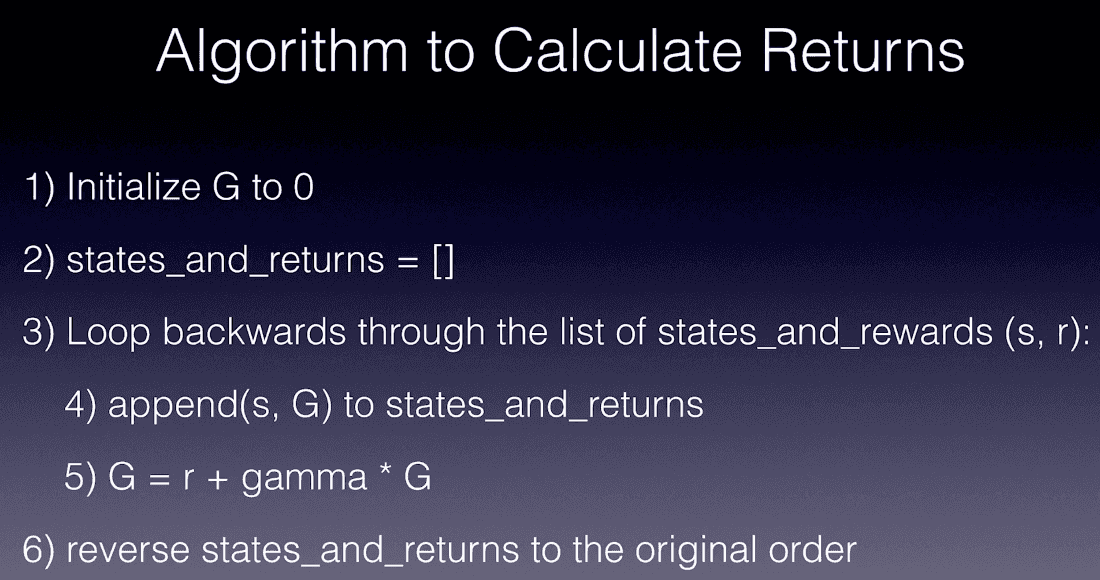 Algorithm to Calculate Returns
1) Initialize G to 0
2) states_and_returns = []
3) Loop backwards through the list of states_and_rewards (s, r):
4) append(s, G) to states_and_returns
5) G = r + gamma * G
6) reverse states_and_returns to the original order